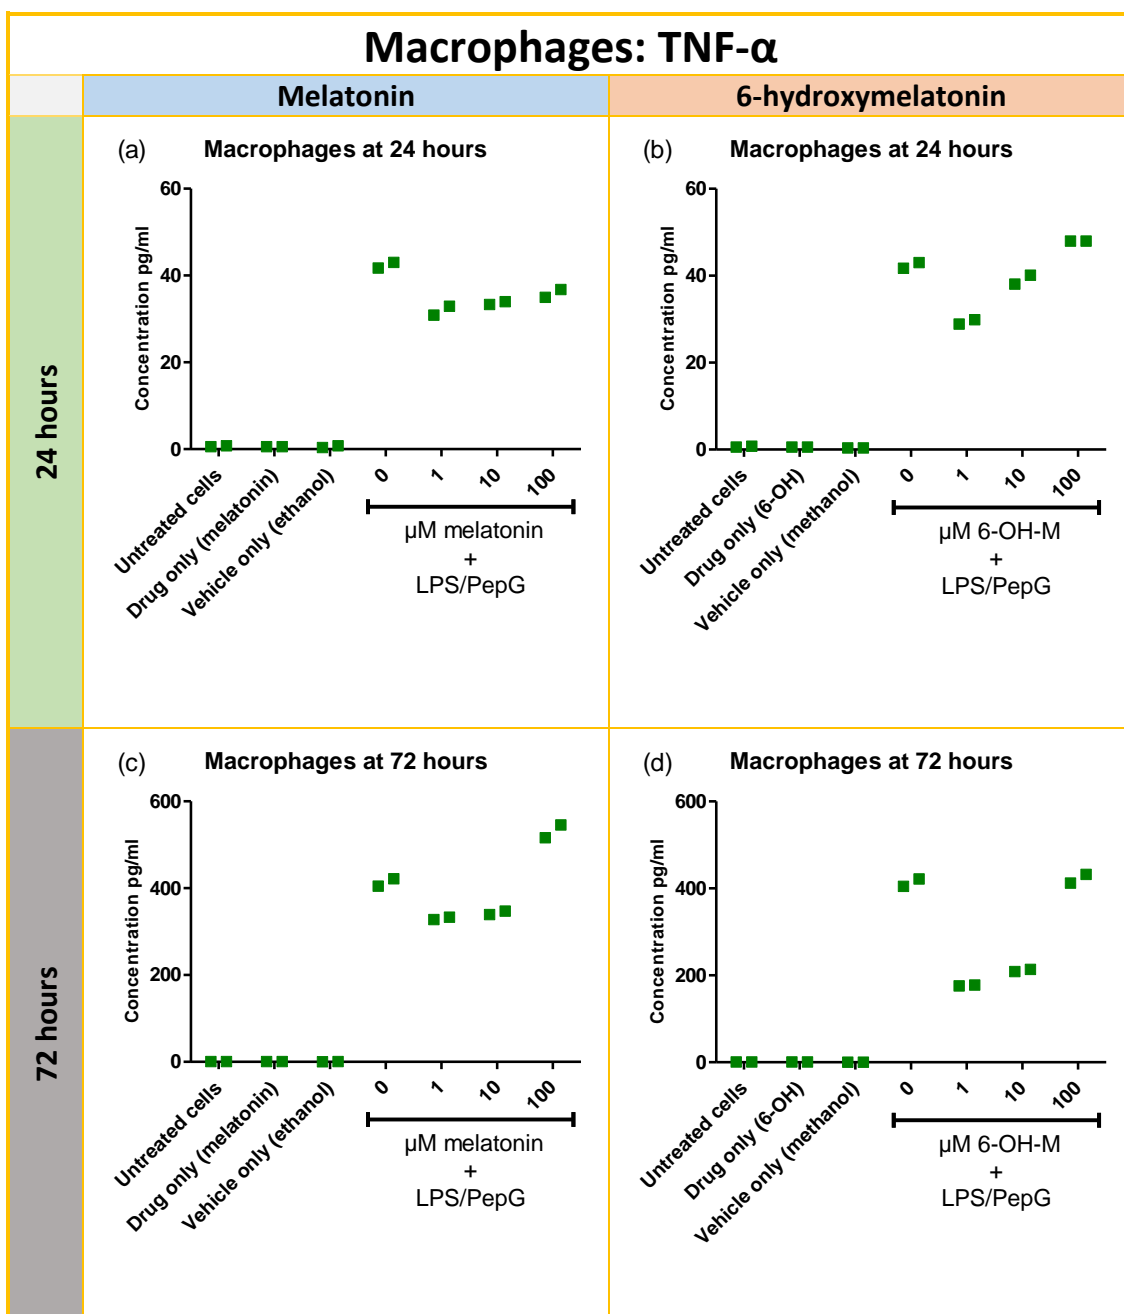 Macrophages: TNF-α
Melatonin
6-hydroxymelatonin
24 hours
(a)
Macrophages at 24 hours
Concentration pg/ml
60
40
20
0
Untreated cells
Drug only (melatonin)
Vehicle only (ethanol)
0
1
10
100
µM melatonin
+
LPS/PepG
(b)
Macrophages at 24 hours
Concentration pg/ml
60
40
20
0
Untreated cells
Drug only (6-OH)
Vehicle only (methanol)
0
1
10
100
µM 6-OH-M
+
LPS/PepG
72 hours
(c)
Macrophages at 72 hours
Concentration pg/ml
600
400
200
0
Untreated cells
Drug only (melatonin)
Vehicle only (ethanol)
0
1
10
100
µM melatonin
+
LPS/PepG
(d)
Macrophages at 72 hours
Concentration pg/ml
600
400
200
0
Untreated cells
Drug only (6-OH)
Vehicle only (methanol)
0
1
10
100
µM 6-OH-M
+
LPS/PepG